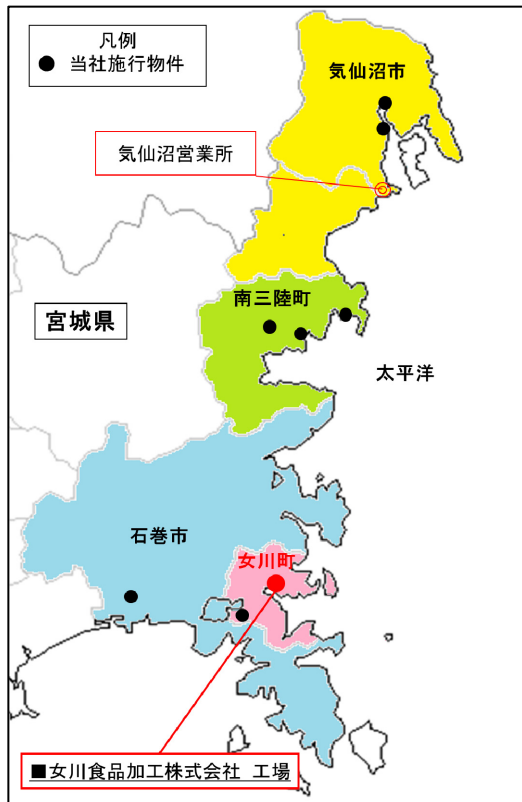 凡例
● 当社施行物件
気仙沼市
気仙沼営業所
南三陸町
宮城県
太平洋
石巻市
女川町
■女川食品加工株式会社 工場